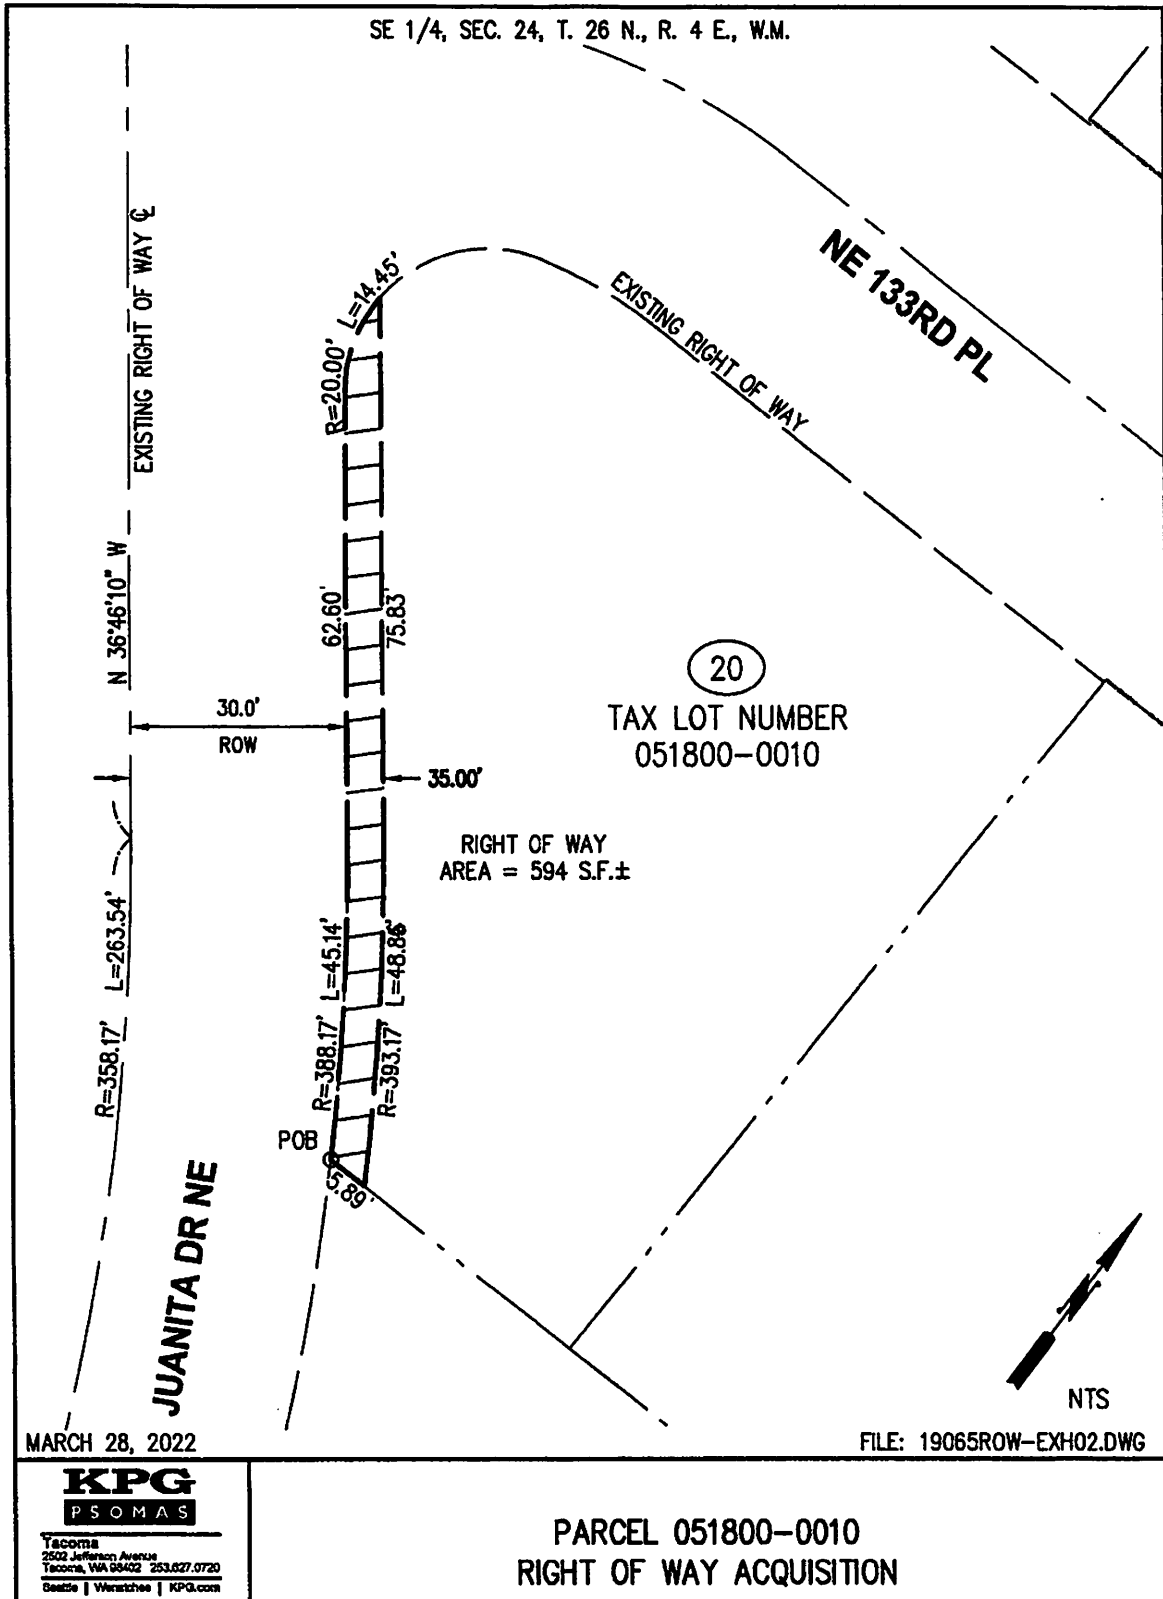 SE 1/4, SEC. 24, T. 26 N., R. 4 E., W.M.
EXISTING RIGHT OF WAY ℄
L=14.45'
R=20.00'
NE 133RD PL
EXISTING RIGHT OF WAY
N 36°46'10" W
62.60'
75.83'
30.0'
ROW
35.00'
20
TAX LOT NUMBER
051800-0010
RIGHT OF WAY
AREA = 594 S.F.±
L=263.54'
R=358.17'
L=45.14'
R=388.17'
L=48.86'
R=393.17'
POB
5.89'
JUANITA DR NE
NTS
MARCH 28, 2022
FILE: 19065ROW-EXH02.DWG
KPG
PSOMAS
Tacoma
2502 Jefferson Avenue
Tacoma, WA 98402 253.627.0720
Seattle | Wenatchee | KPG.com
PARCEL 051800-0010
RIGHT OF WAY ACQUISITION